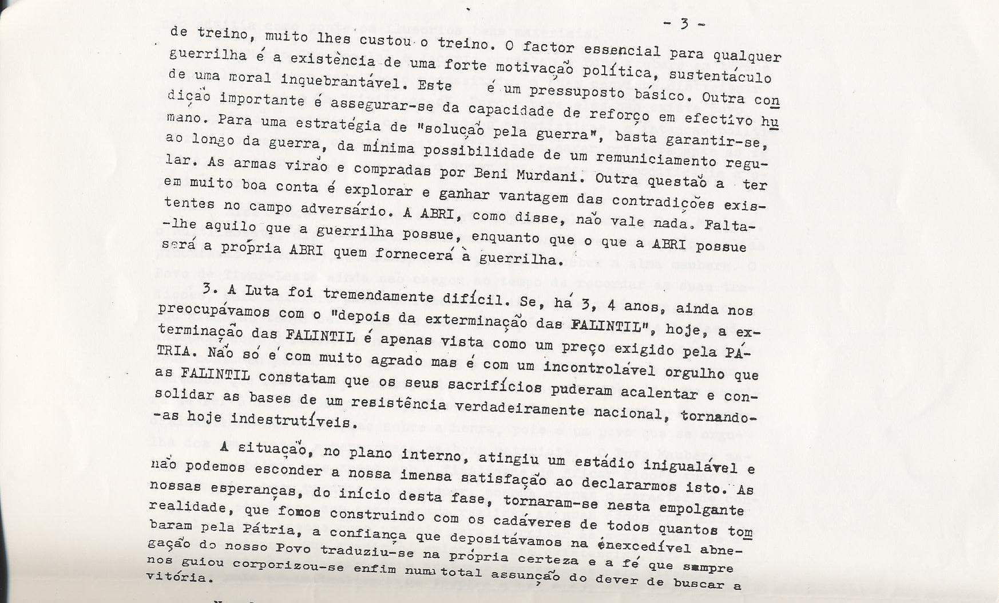 - 3 -
de treino, muito lhes custou o treino. O factor essencial para qualquer
guerrilha é a existència de uma forte motivação política, sustentáculo
de uma moral inquebrantável. Este é um pressuposto básico. Outra con
dição importante é assegurar-se da capacidade de reforço em efectivo hu
mano. Para uma estratégia de "solução pela guerra", basta garantir-se,
ao longo da guerra, da mínima possibilidade de um remuniciamento regu-
lar. As armas virão e compradas por Beni Murdani. Outra questão a ter
em muito boa conta é explorar e ganhar vantagem das contradições exis-
tentes no campo adversário. A ABRI, como disse, não vale nada. Falta-
-lhe aquilo que a guerrilha possue, enquanto que o que a ABRI possue
será a própria ABRI quem fornecerá à guerrilha.
3. A Luta foi tremendamente difícil. Se, há 3, 4 anos, ainda nos
preocupávamos com o "depois da exterminação das FALINTIL", hoje, a ex-
terminação das FALINTIL é apenas vista como um preço exigido pela PÁ-
TRIA. Não só é com muito agrado mas é com um incontrolável orgulho que
as FALINTIL constatam que os seus sacrifícios puderam acalentar e con-
solidar as bases de um resistência verdadeiramente nacional, tornando-
-as hoje indestrutíveis.
A situação, no plano interno, atingiu um estádio inigualável e
não podemos esconder a nossa imensa satisfação ao declararmos isto. As
nossas esperanças, do início desta fase, tornaram-se nesta empolgante
realidade, que fomos construindo com os cadáveres de todos quantos tom
baram pela Pátria, a confiança que depositávamos na énexcedível abne-
gação do nosso Povo traduziu-se na própria certeza e a fé que sempre
nos guiou corporizou-se enfim numa total assunção do dever de buscar a
vitória.